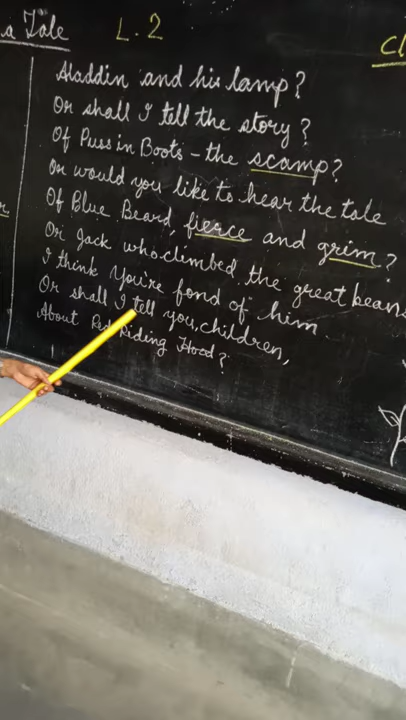 a Tale L.2
Aladdin and his lamp?
Or shall I tell the story?
Of Puss in Boots - the scamp?
Or would you like to hear the tale
Of Blue Beard, fierce and grim?
Or Jack who climbed the great beans
I think You're fond of him
Or shall I tell you, children,
About Red Riding Hood?